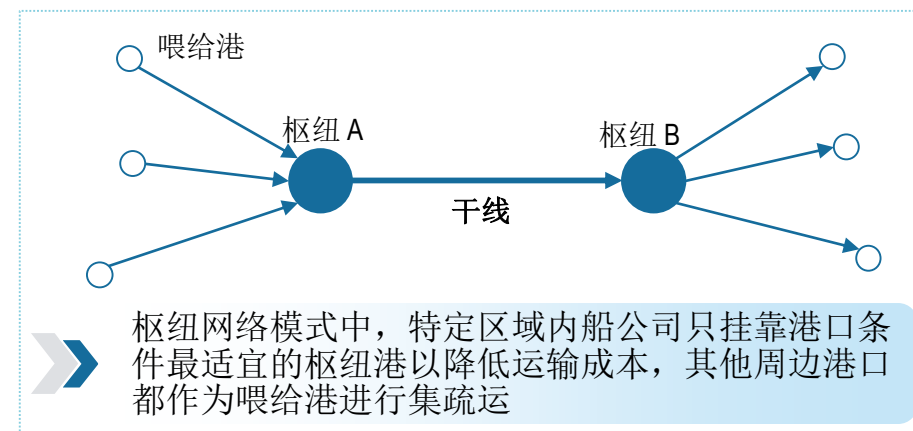 喂给港
枢纽 A
枢纽 B
干线
枢纽网络模式中，特定区域内船公司只挂靠港口条
件最适宜的枢纽港以降低运输成本，其他周边港口
都作为喂给港进行集疏运